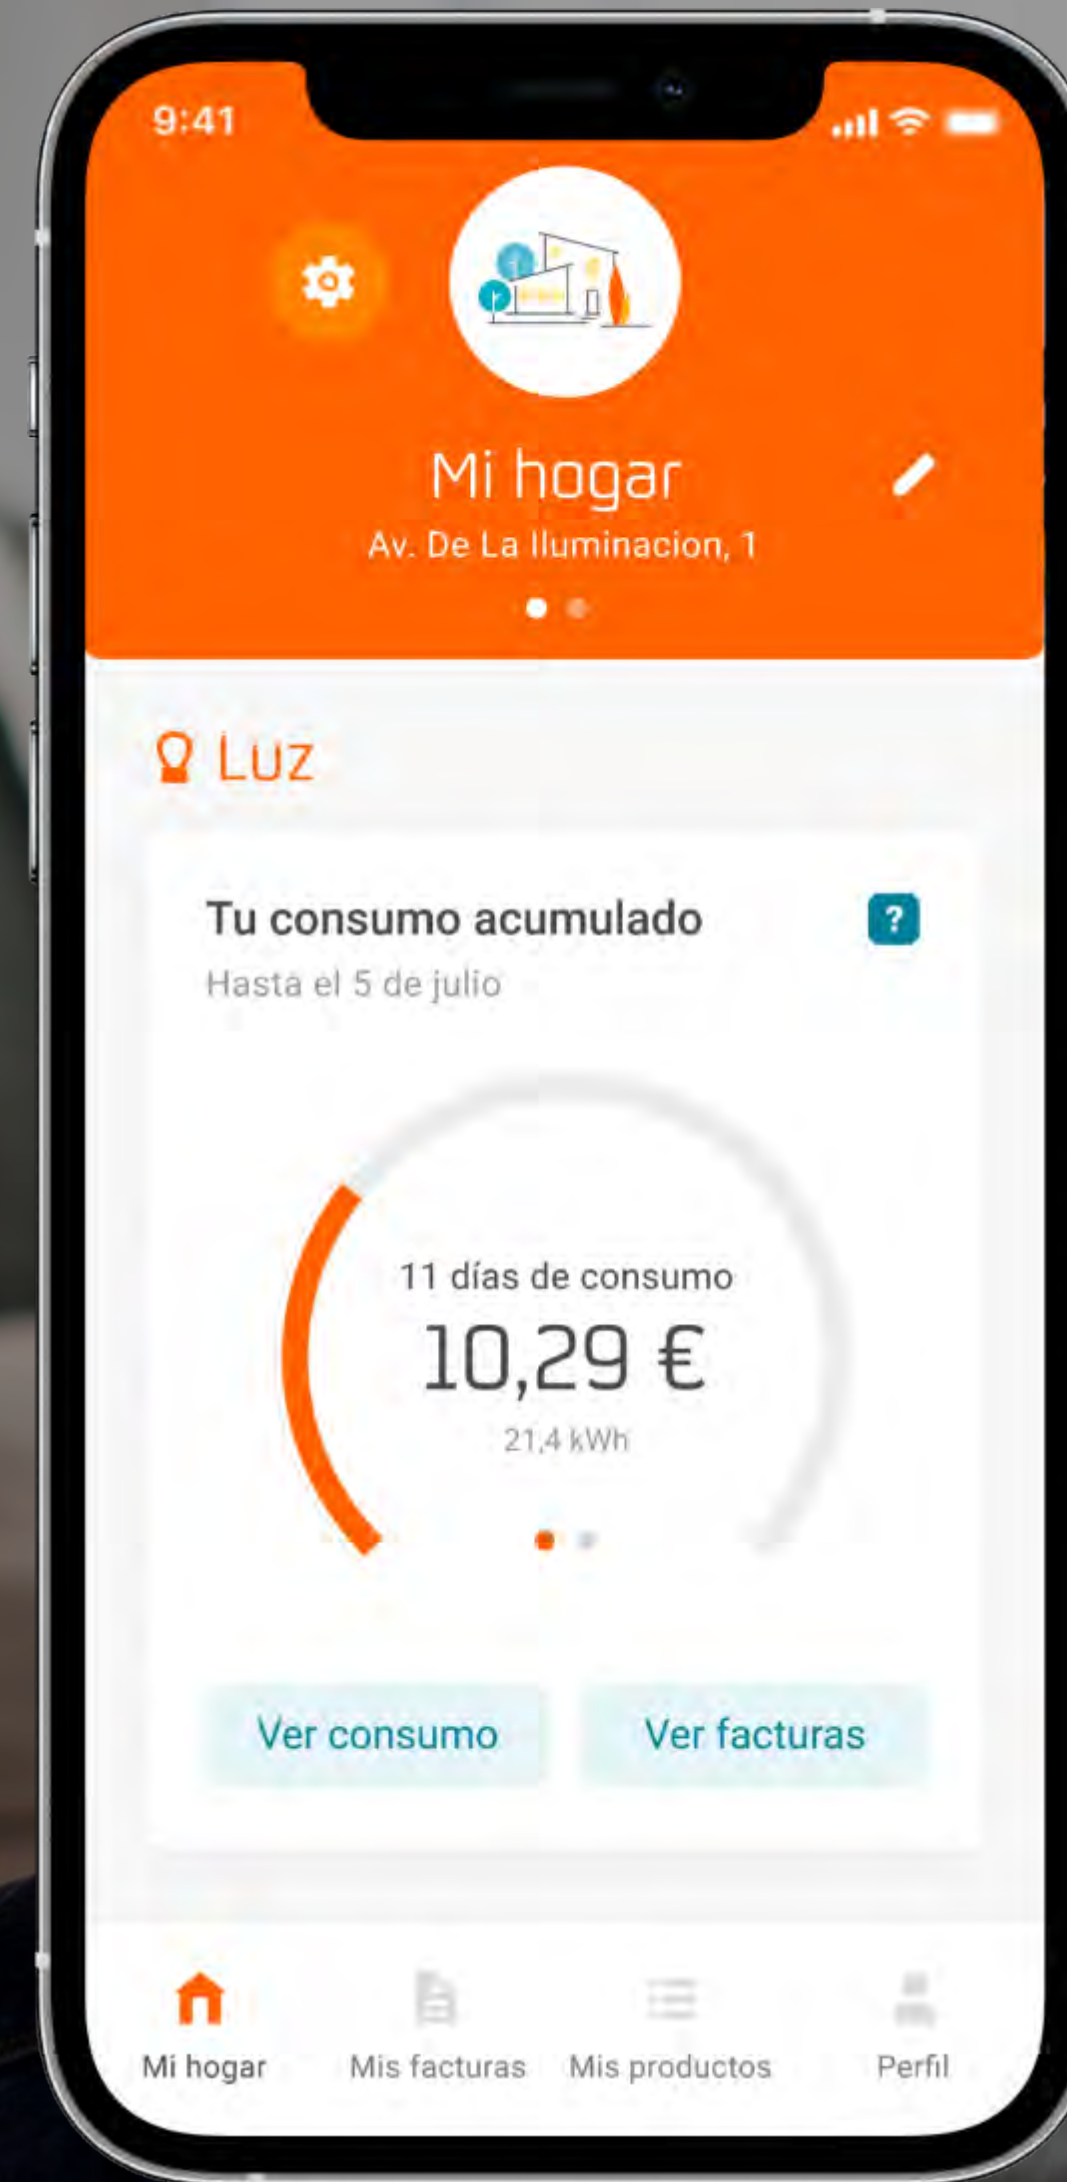 9:41
Mi hogar
Av. De La Iluminacion, 1
Luz
Tu consumo acumulado
?
Hasta el 5 de julio
11 días de consumo
10,29 €
21,4 kWh
Ver consumo
Ver facturas
Mi hogar
Mis facturas
Mis productos
Perfil